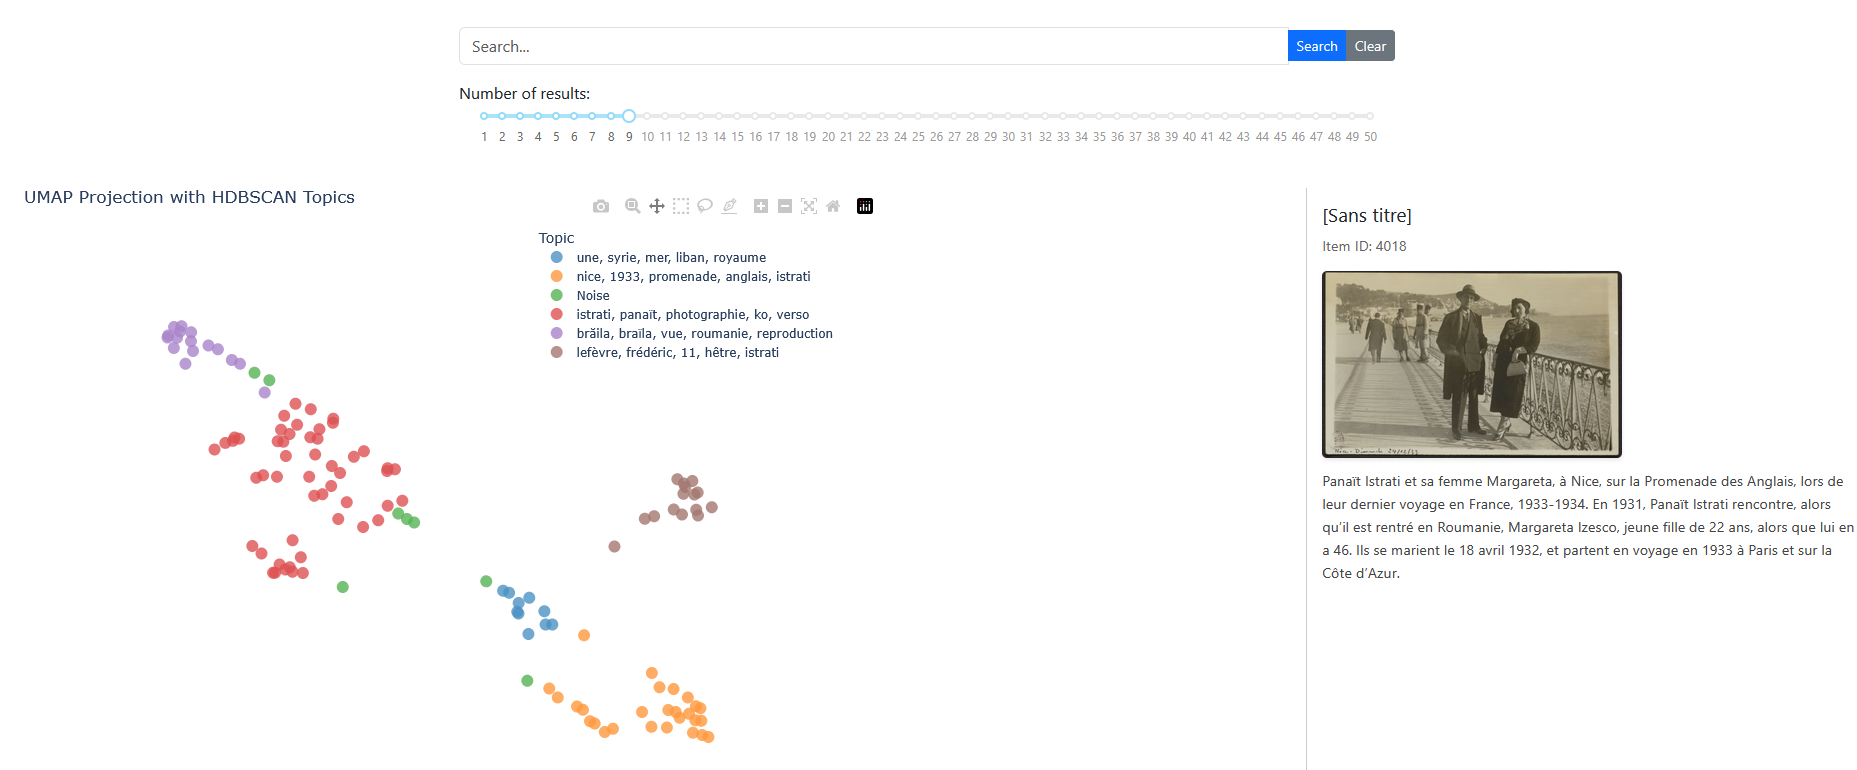 Search...
Search
Clear
Number of results:
1 2 3 4 5 6 7 8 9 10 11 12 13 14 15 16 17 18 19 20 21 22 23 24 25 26 27 28 29 30 31 32 33 34 35 36 37 38 39 40 41 42 43 44 45 46 47 48 49 50
UMAP Projection with HDBSCAN Topics
Topic
une, syrie, mer, liban, royaume
nice, 1933, promenade, anglais, istrati
Noise
istrati, panaït, photographie, ko, verso
brăila, braïla, vue, roumanie, reproduction
lefèvre, frédéric, 11, hêtre, istrati
[Sans titre]
Item ID: 4018
Panaït Istrati et sa femme Margareta, à Nice, sur la Promenade des Anglais, lors de
leur dernier voyage en France, 1933-1934. En 1931, Panaït Istrati rencontre, alors
qu’il est rentré en Roumanie, Margareta Izesco, jeune fille de 22 ans, alors que lui en
a 46. Ils se marient le 18 avril 1932, et partent en voyage en 1933 à Paris et sur la
Côte d’Azur.